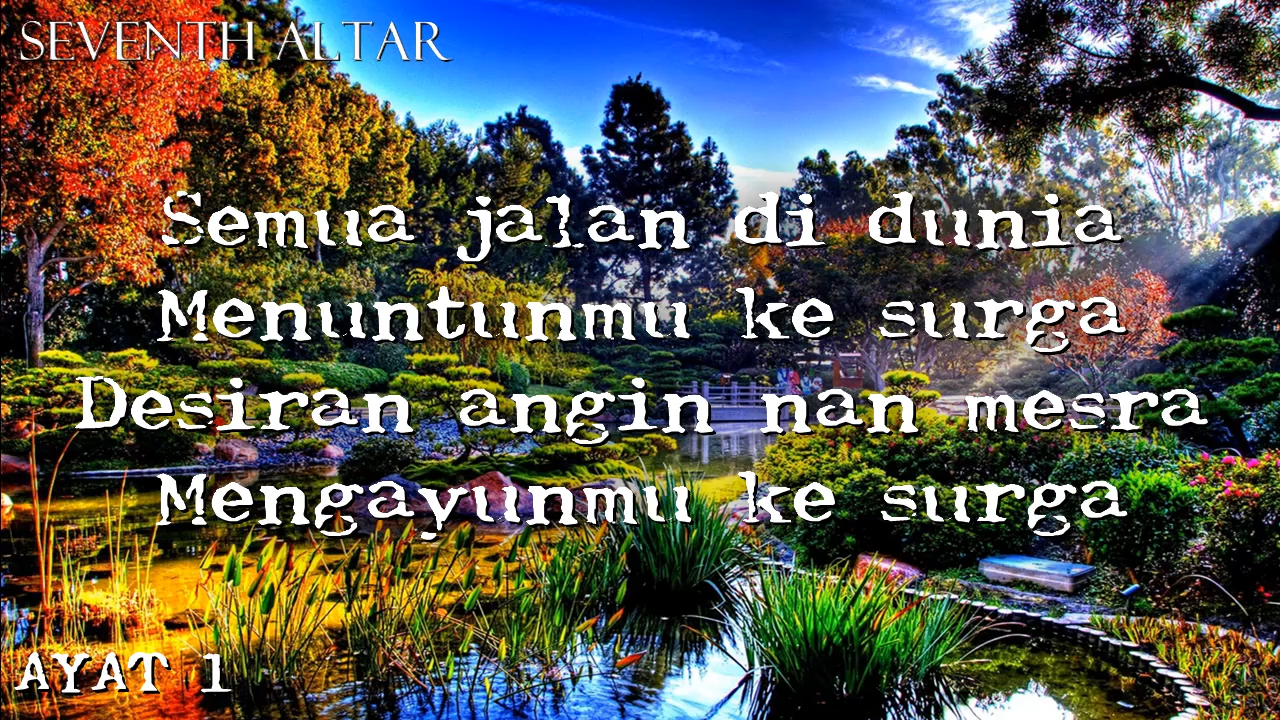 SEVENTH ALTAR
Semua jalan di dunia
Menuntunmu ke surga
Desiran angin nan mesra
Mengayunmu ke surga
AYAT 1